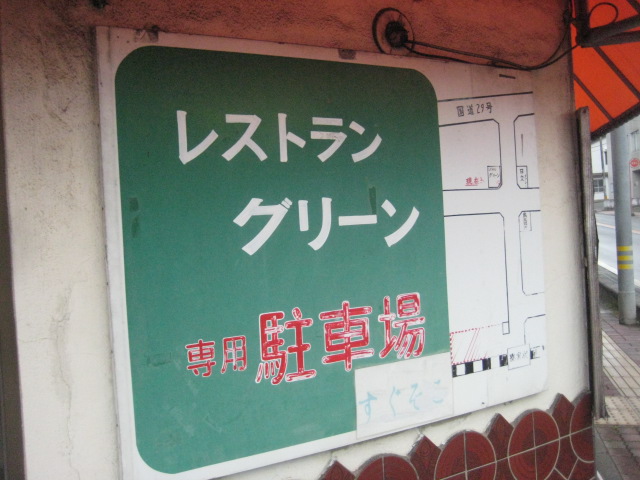 レストラン
グリーン
専用駐車場
すぐそこ
国道29号